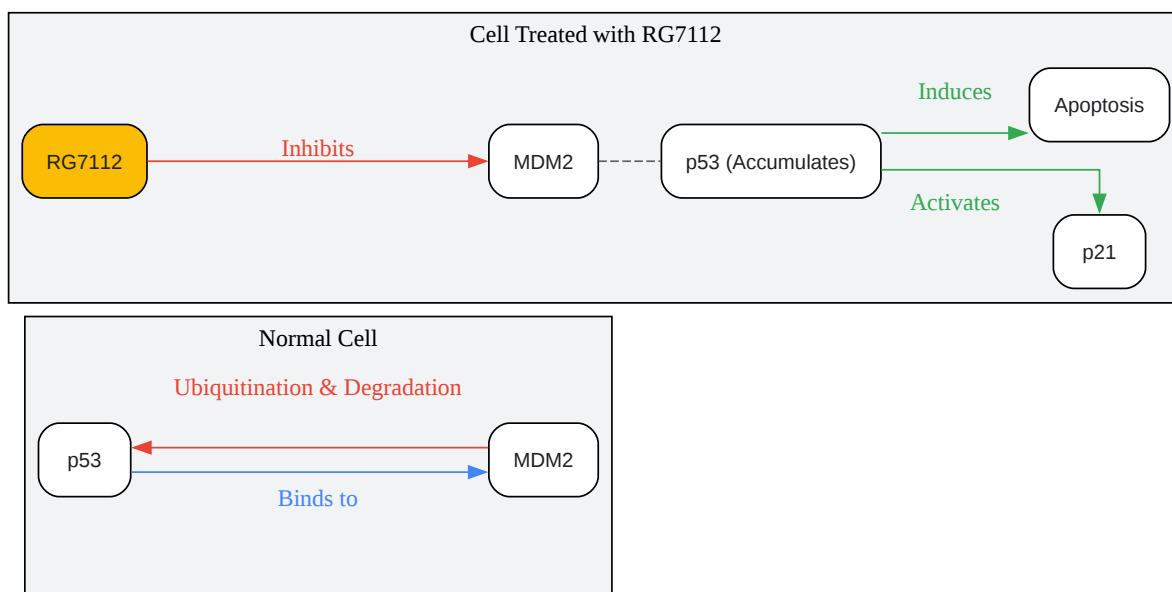 Cell Treated with RG7112
Induces
Apoptosis
RG7112
Inhibits
MDM2
p53 (Accumulates)
Activates
p21
Normal Cell
Ubiquitination & Degradation
p53
MDM2
Binds to